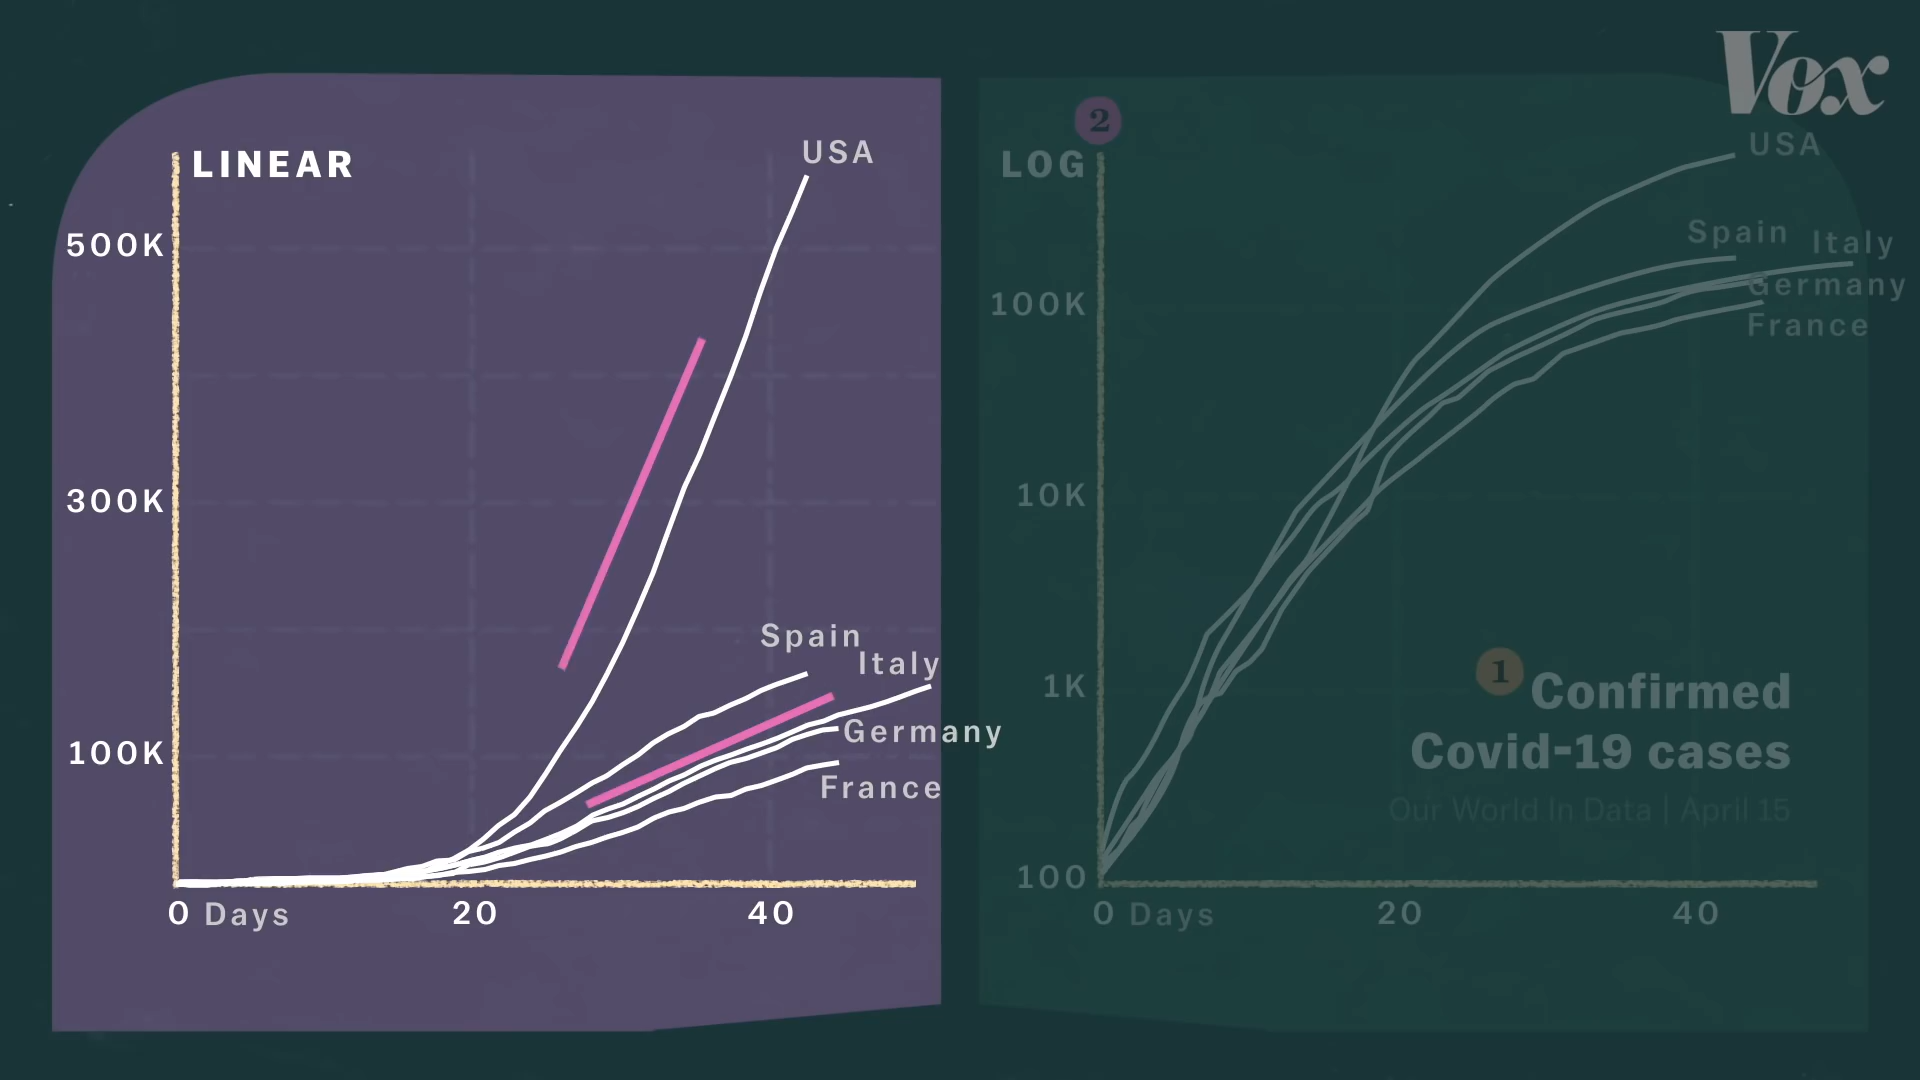 Vox
LINEAR
USA
500K
300K
100K
Spain
Italy
Germany
France
0 Days 20 40
2
LOG
USA
Spain
Italy
Germany
France
100K
10K
1K
100
1
Confirmed
Covid-19 cases
Our World In Data | April 15
0 Days 20 40